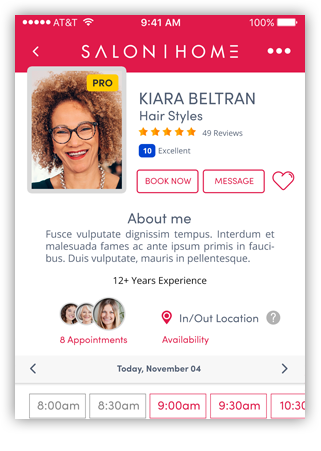 AT&T 9:41 AM 100%
SALON|HOME
PRO
KIARA BELTRAN
Hair Styles
49 Reviews
10 Excellent
BOOK NOW MESSAGE
About me
Fusce vulputate dignissim tempus. Interdum et
malesuada fames ac ante ipsum primis in fauci-
bus. Duis vulputate, mauris in pellentesque.
12+ Years Experience
In/Out Location ?
8 Appointments Availability
Today, November 04
8:00am 8:30am 9:00am 9:30am 10:30